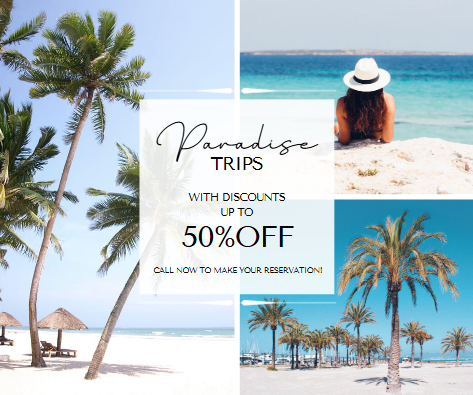 Paradise
TRIPS
WITH DISCOUNTS
UP TO
50%OFF
CALL NOW TO MAKE YOUR RESERVATION!